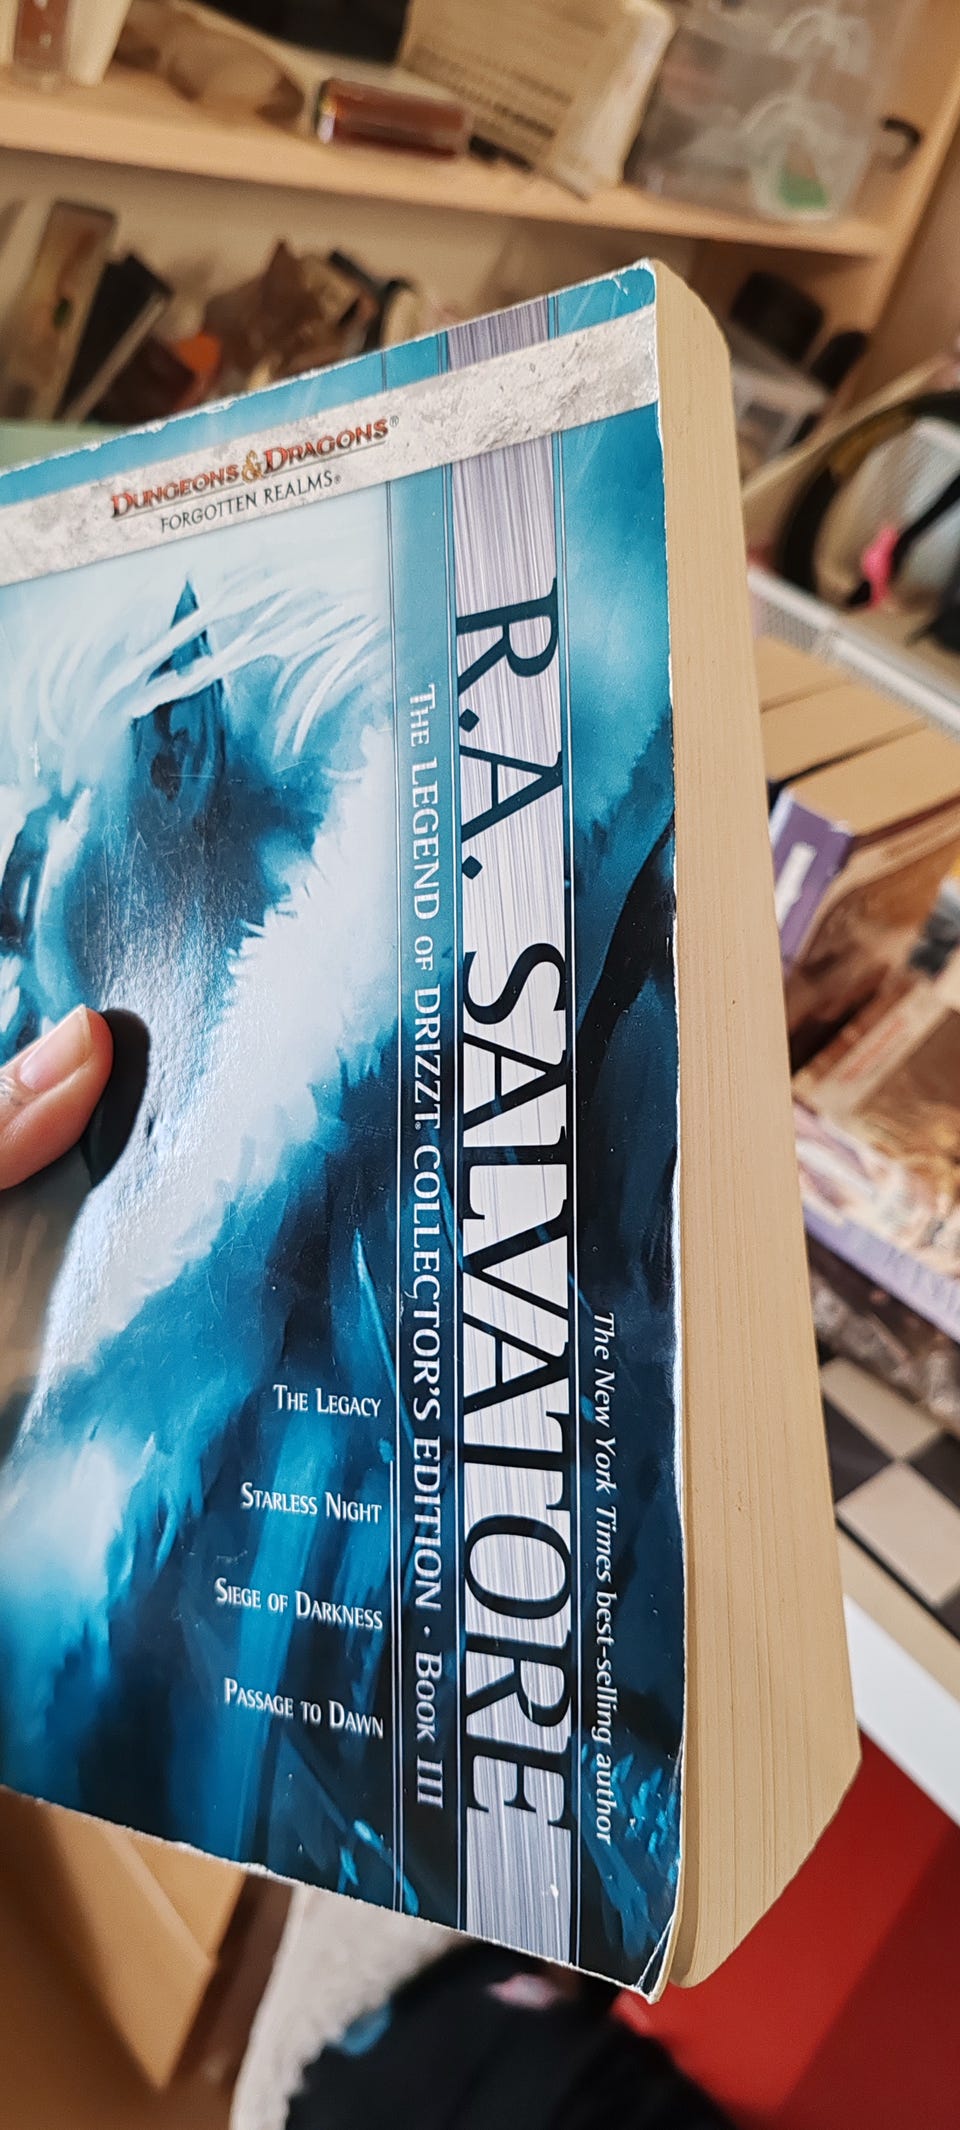 DUNGEONS & DRAGONS®
FORGOTTEN REALMS®
R.A. SALVATORE
THE LEGEND OF DRIZZT® COLLECTOR'S EDITION • BOOK III
The New York Times best-selling author
THE LEGACY
STARLESS NIGHT
SIEGE OF DARKNESS
PASSAGE TO DAWN